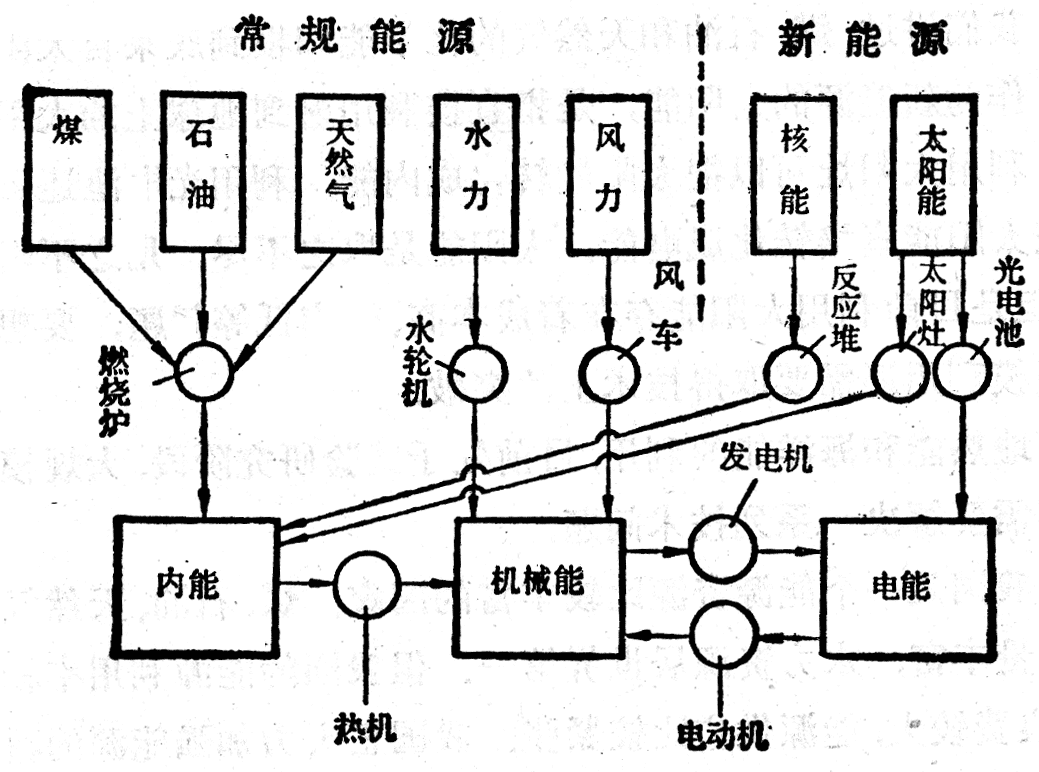 常规能源
新能源
煤
石油
天然气
水力
风力
核能
太阳能
燃烧炉
水轮机
风车
反应堆
太阳灶
光电池
发电机
内能
机械能
电能
热机
电动机